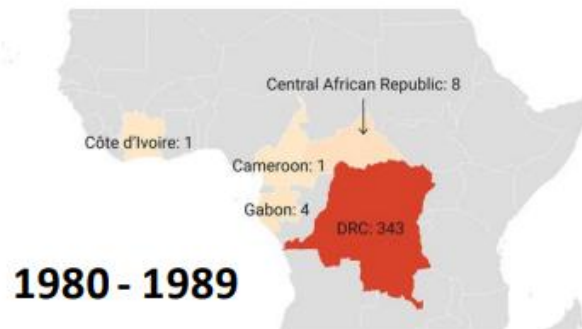 Central African Republic: 8
Côte d'Ivoire: 1
Cameroon: 1
Gabon: 4
DRC: 343
1980 - 1989